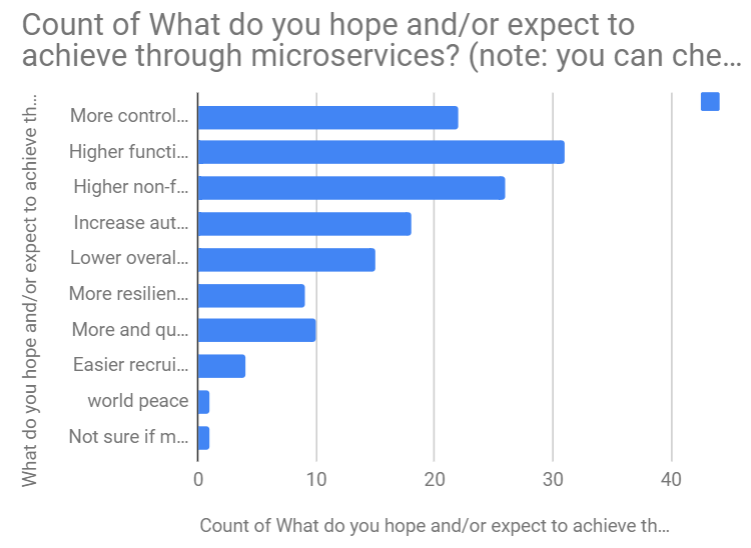 Count of What do you hope and/or expect to
achieve through microservices? (note: you can che...
What do you hope and/or expect to achieve th...
More control...
Higher functi...
Higher non-f...
Increase aut...
Lower overal...
More resilien...
More and qu...
Easier recrui...
world peace
Not sure if m...
0 10 20 30 40
Count of What do you hope and/or expect to achieve th...